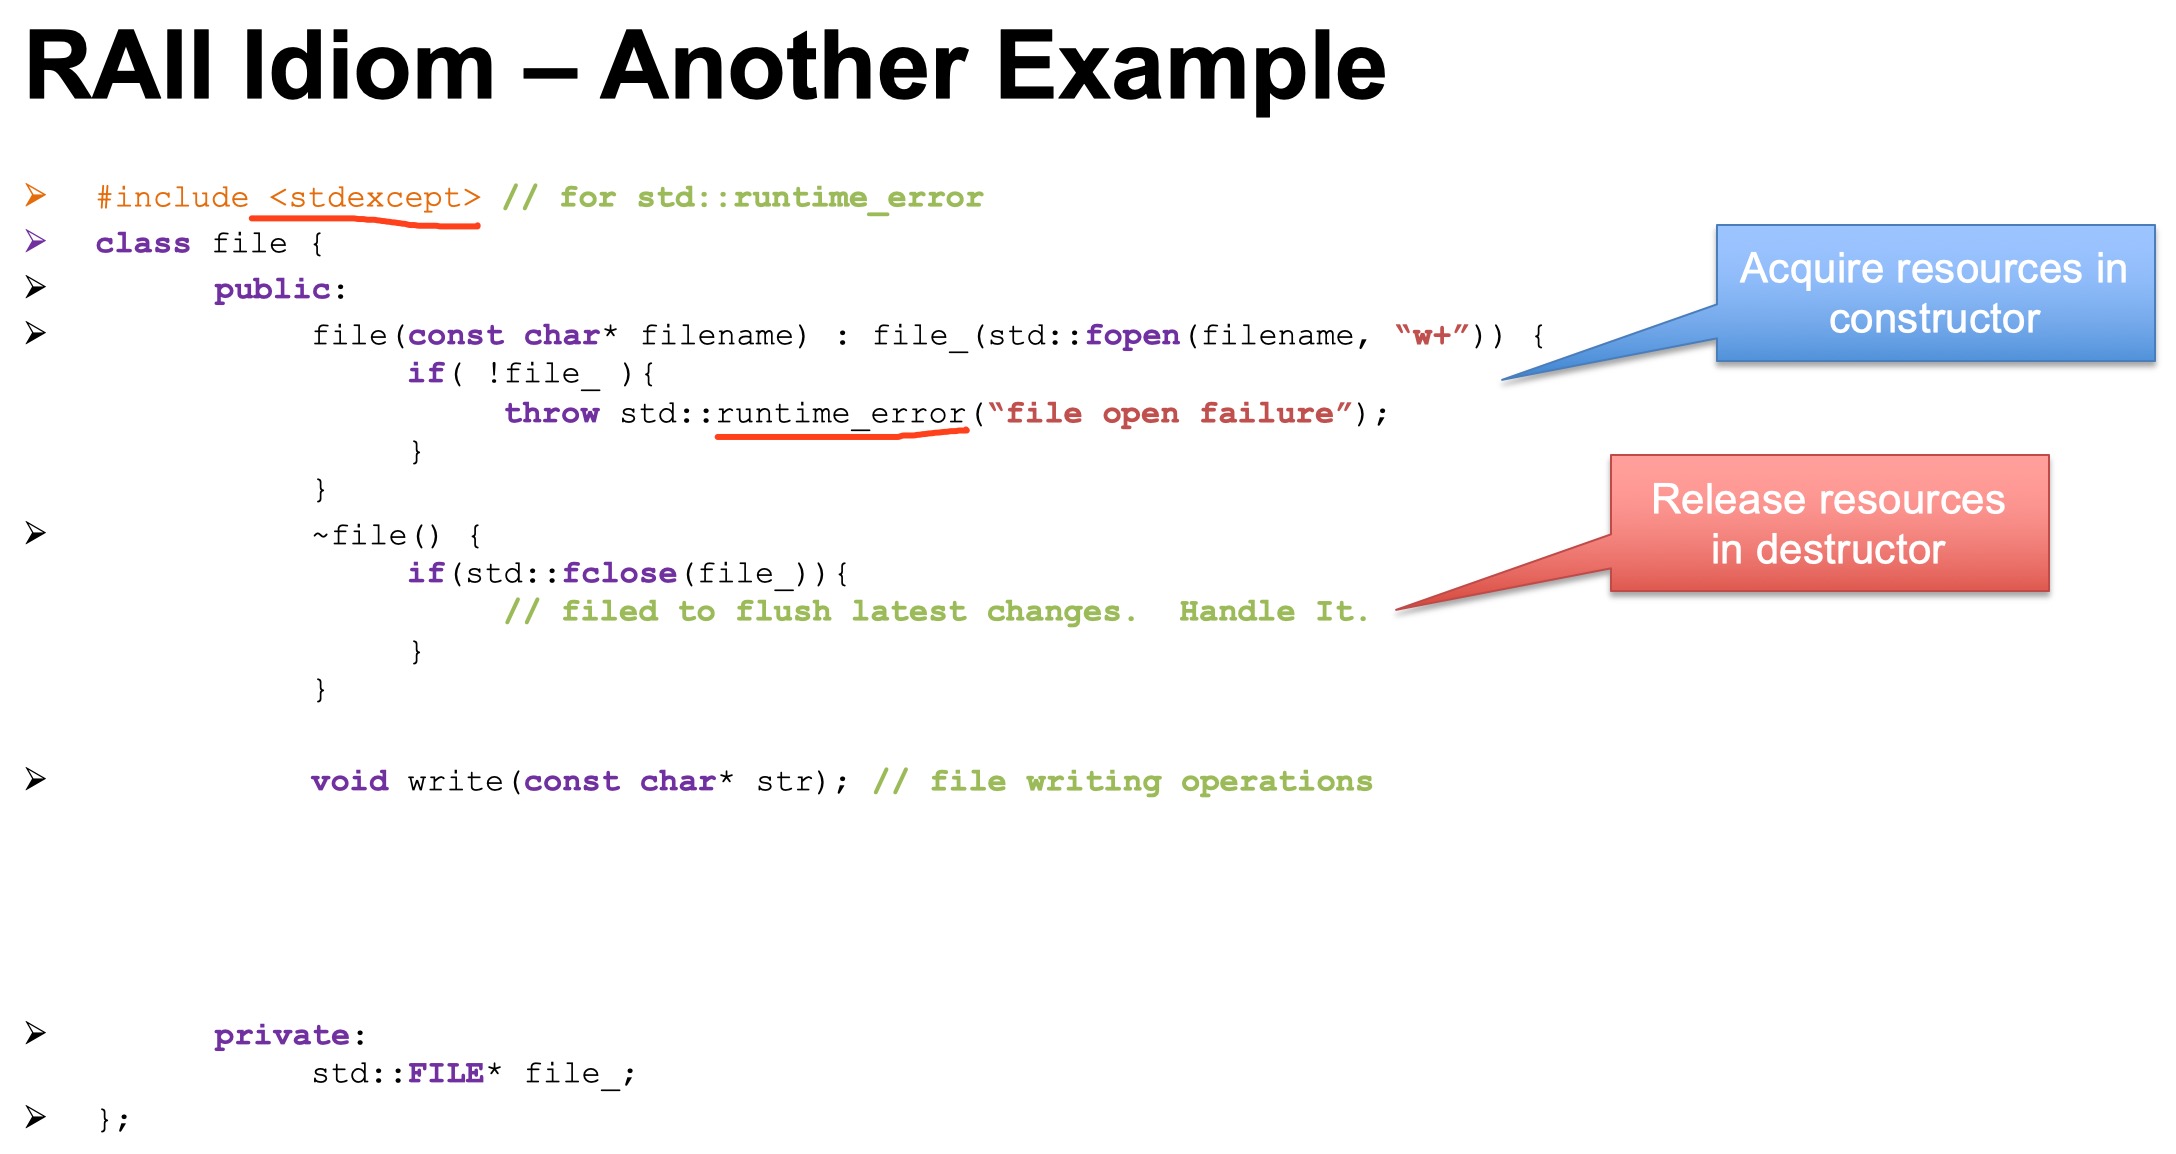 RAII Idiom – Another Example
#include <stdexcept> // for std::runtime_error
class file {
public:
file(const char* filename) : file_(std::fopen(filename, “w+”)) {
if( !file_ ){
throw std::runtime_error(“file open failure”);
}
}
~file() {
if(std::fclose(file_)){
// filed to flush latest changes.  Handle It.
}
}
void write(const char* str); // file writing operations
private:
std::FILE* file_;
};
Acquire resources in
constructor
Release resources
in destructor